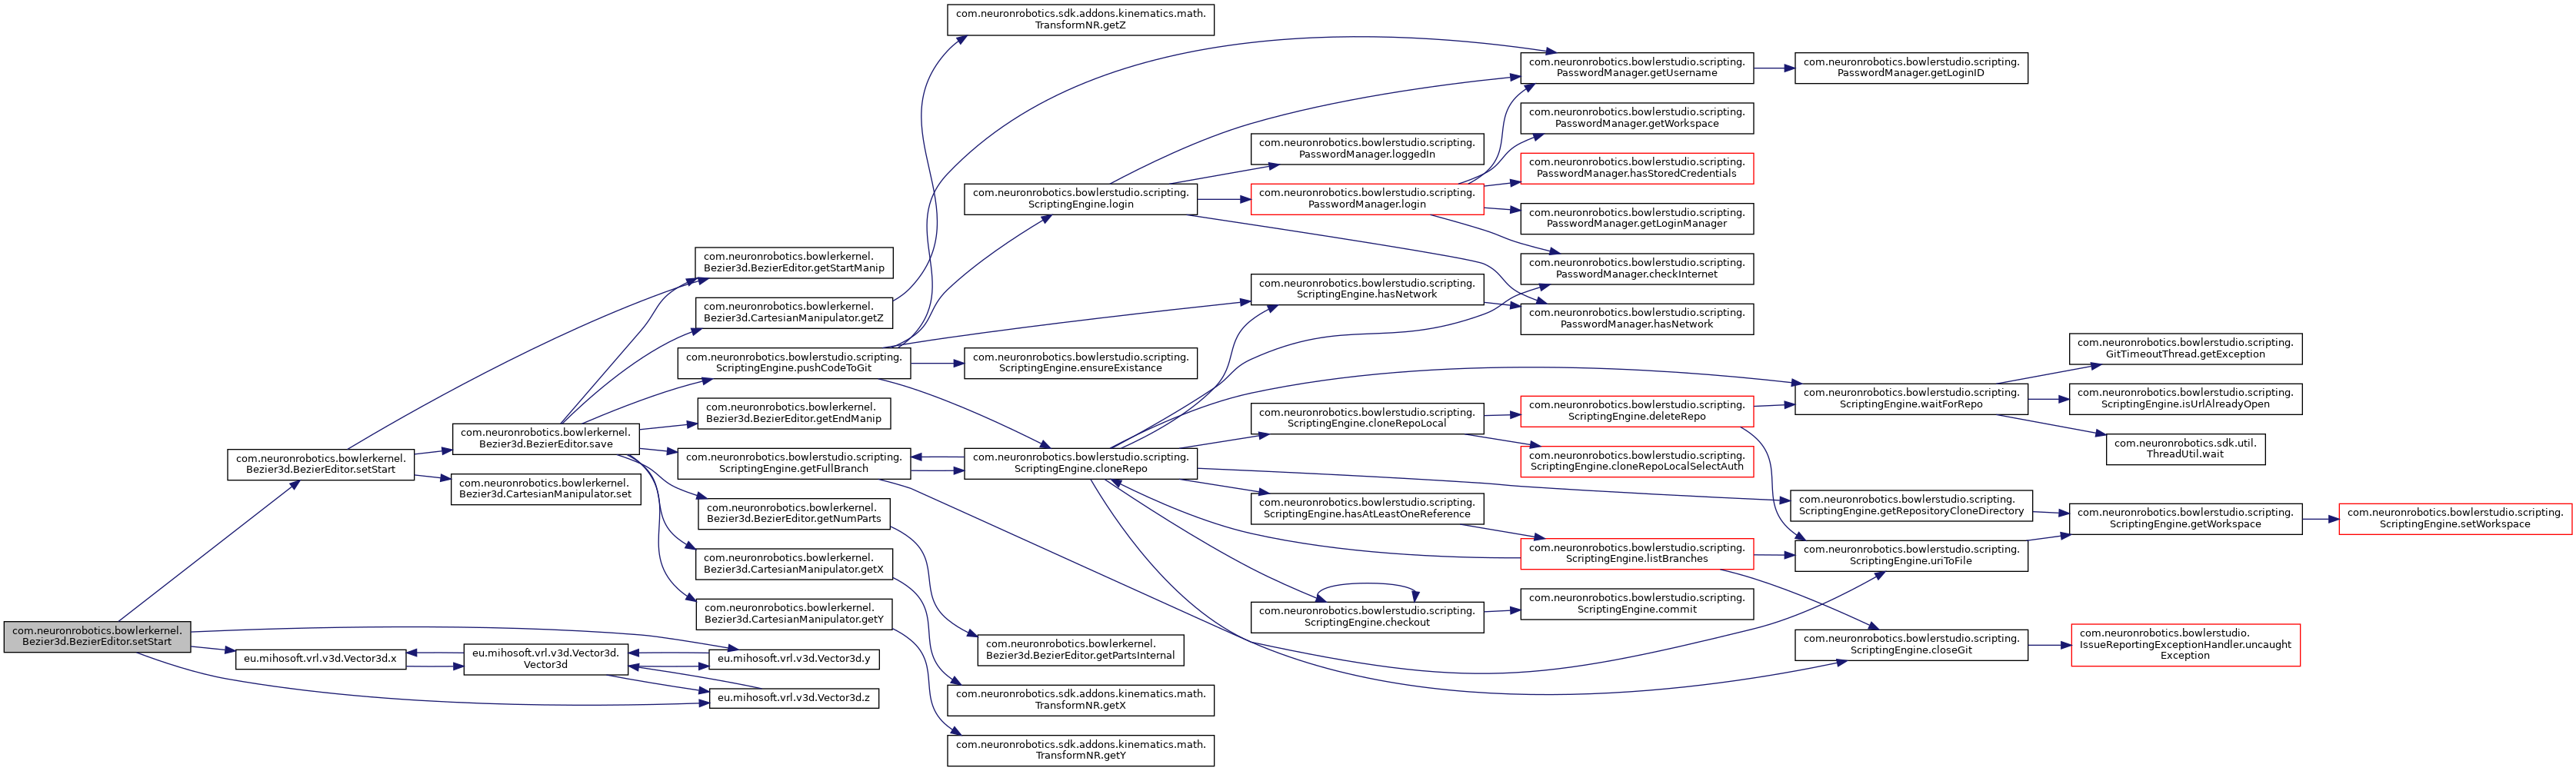 com.neuronrobotics.bowlerkernel.
Bezier3d.BezierEditor.setStart
com.neuronrobotics.bowlerkernel.
Bezier3d.BezierEditor.setStart
eu.mihosoft.vrl.v3d.Vector3d.x
com.neuronrobotics.bowlerkernel.
Bezier3d.BezierEditor.save
com.neuronrobotics.bowlerkernel.
Bezier3d.CartesianManipulator.set
eu.mihosoft.vrl.v3d.Vector3d.
Vector3d
com.neuronrobotics.bowlerkernel.
Bezier3d.BezierEditor.getStartManip
com.neuronrobotics.bowlerkernel.
Bezier3d.CartesianManipulator.getZ
com.neuronrobotics.bowlerstudio.scripting.
ScriptingEngine.pushCodeToGit
com.neuronrobotics.bowlerkernel.
Bezier3d.BezierEditor.getEndManip
com.neuronrobotics.bowlerstudio.scripting.
ScriptingEngine.getFullBranch
com.neuronrobotics.bowlerkernel.
Bezier3d.BezierEditor.getNumParts
com.neuronrobotics.bowlerkernel.
Bezier3d.CartesianManipulator.getX
com.neuronrobotics.bowlerkernel.
Bezier3d.CartesianManipulator.getY
eu.mihosoft.vrl.v3d.Vector3d.y
eu.mihosoft.vrl.v3d.Vector3d.z
com.neuronrobotics.sdk.addons.kinematics.math.
TransformNR.getZ
com.neuronrobotics.bowlerstudio.scripting.
ScriptingEngine.login
com.neuronrobotics.bowlerstudio.scripting.
ScriptingEngine.ensureExistance
com.neuronrobotics.bowlerstudio.scripting.
ScriptingEngine.cloneRepo
com.neuronrobotics.bowlerkernel.
Bezier3d.BezierEditor.getPartsInternal
com.neuronrobotics.sdk.addons.kinematics.math.
TransformNR.getX
com.neuronrobotics.sdk.addons.kinematics.math.
TransformNR.getY
com.neuronrobotics.bowlerstudio.scripting.
PasswordManager.loggedIn
com.neuronrobotics.bowlerstudio.scripting.
PasswordManager.login
com.neuronrobotics.bowlerstudio.scripting.
ScriptingEngine.hasNetwork
com.neuronrobotics.bowlerstudio.scripting.
ScriptingEngine.cloneRepoLocal
com.neuronrobotics.bowlerstudio.scripting.
ScriptingEngine.hasAtLeastOneReference
com.neuronrobotics.bowlerstudio.scripting.
ScriptingEngine.checkout
com.neuronrobotics.bowlerstudio.scripting.
PasswordManager.getUsername
com.neuronrobotics.bowlerstudio.scripting.
PasswordManager.getWorkspace
com.neuronrobotics.bowlerstudio.scripting.
PasswordManager.hasStoredCredentials
com.neuronrobotics.bowlerstudio.scripting.
PasswordManager.getLoginManager
com.neuronrobotics.bowlerstudio.scripting.
PasswordManager.checkInternet
com.neuronrobotics.bowlerstudio.scripting.
PasswordManager.hasNetwork
com.neuronrobotics.bowlerstudio.scripting.
ScriptingEngine.deleteRepo
com.neuronrobotics.bowlerstudio.scripting.
ScriptingEngine.cloneRepoLocalSelectAuth
com.neuronrobotics.bowlerstudio.scripting.
ScriptingEngine.listBranches
com.neuronrobotics.bowlerstudio.scripting.
ScriptingEngine.commit
com.neuronrobotics.bowlerstudio.scripting.
PasswordManager.getLoginID
com.neuronrobotics.bowlerstudio.scripting.
ScriptingEngine.waitForRepo
com.neuronrobotics.bowlerstudio.scripting.
ScriptingEngine.getRepositoryCloneDirectory
com.neuronrobotics.bowlerstudio.scripting.
ScriptingEngine.uriToFile
com.neuronrobotics.bowlerstudio.scripting.
ScriptingEngine.closeGit
com.neuronrobotics.bowlerstudio.scripting.
GitTimeoutThread.getException
com.neuronrobotics.bowlerstudio.scripting.
ScriptingEngine.isUrlAlreadyOpen
com.neuronrobotics.sdk.util.
ThreadUtil.wait
com.neuronrobotics.bowlerstudio.scripting.
ScriptingEngine.getWorkspace
com.neuronrobotics.bowlerstudio.
IssueReportingExceptionHandler.uncaught
Exception
com.neuronrobotics.bowlerstudio.scripting.
ScriptingEngine.setWorkspace